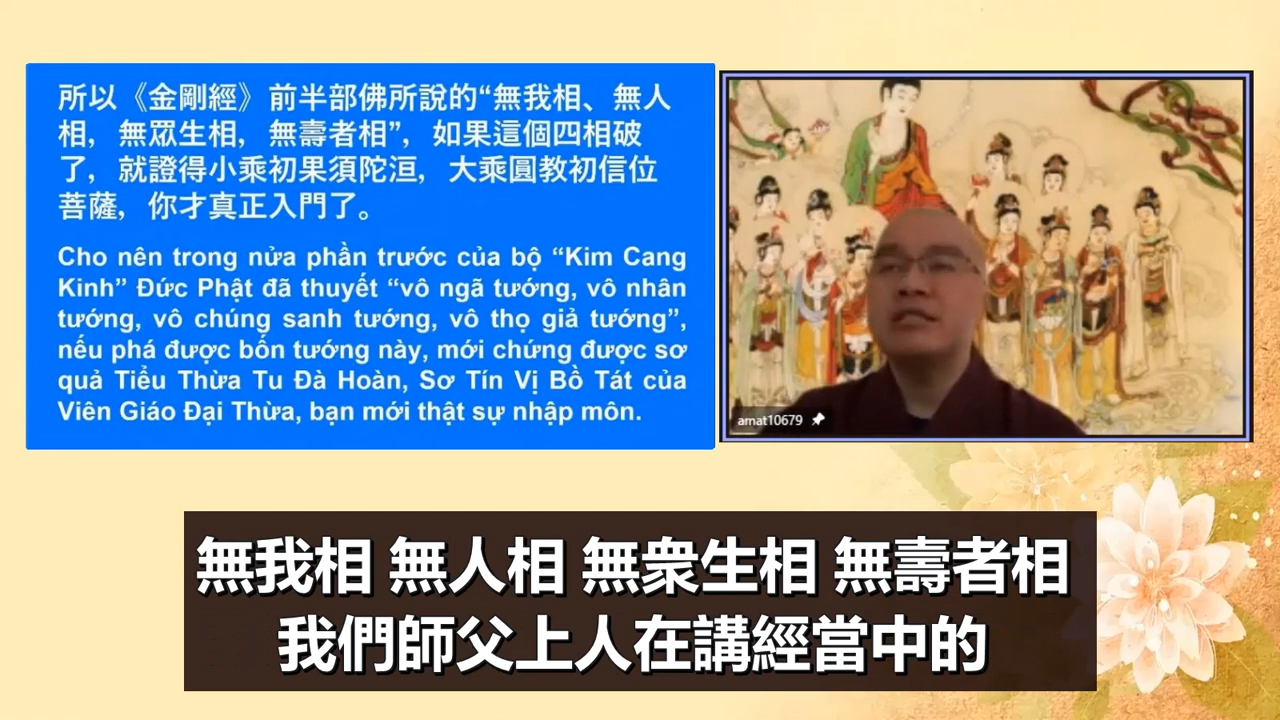 所以《金剛經》前半部佛所說的“無我相、無人
相，無眾生相，無壽者相”，如果這個四相破
了，就證得小乘初果須陀洹，大乘圓教初信位
菩薩，你才真正入門了。
Cho nên trong nửa phần trước của bộ “Kim Cang
Kinh” Đức Phật đã thuyết “vô ngã tướng, vô nhân
tướng, vô chúng sanh tướng, vô thọ giả tướng”,
nếu phá được bốn tướng này, mới chứng được sơ
quả Tiểu Thừa Tu Đà Hoàn, Sơ Tín Vị Bồ Tát của
Viên Giáo Đại Thừa, bạn mới thật sự nhập môn.
amat10679
無我相 無人相 無衆生相 無壽者相
我們師父上人在講經當中的